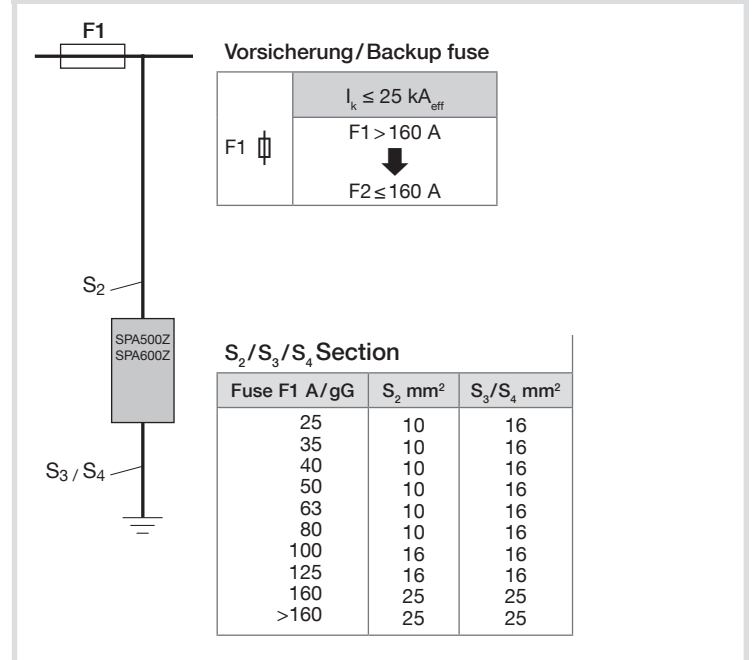 F1
Vorsicherung/Backup fuse
I_k ≤ 25 kA_eff
F1
F1 > 160 A
F2 ≤ 160 A
S₂
SPA500Z
SPA600Z
S₃ / S₄
S₂/S₃/S₄ Section
Fuse F1 A/gG S₂ mm² S₃/S₄ mm²
25 10 16
35 10 16
40 10 16
50 10 16
63 10 16
80 10 16
100 16 16
125 16 16
160 25 25
>160 25 25